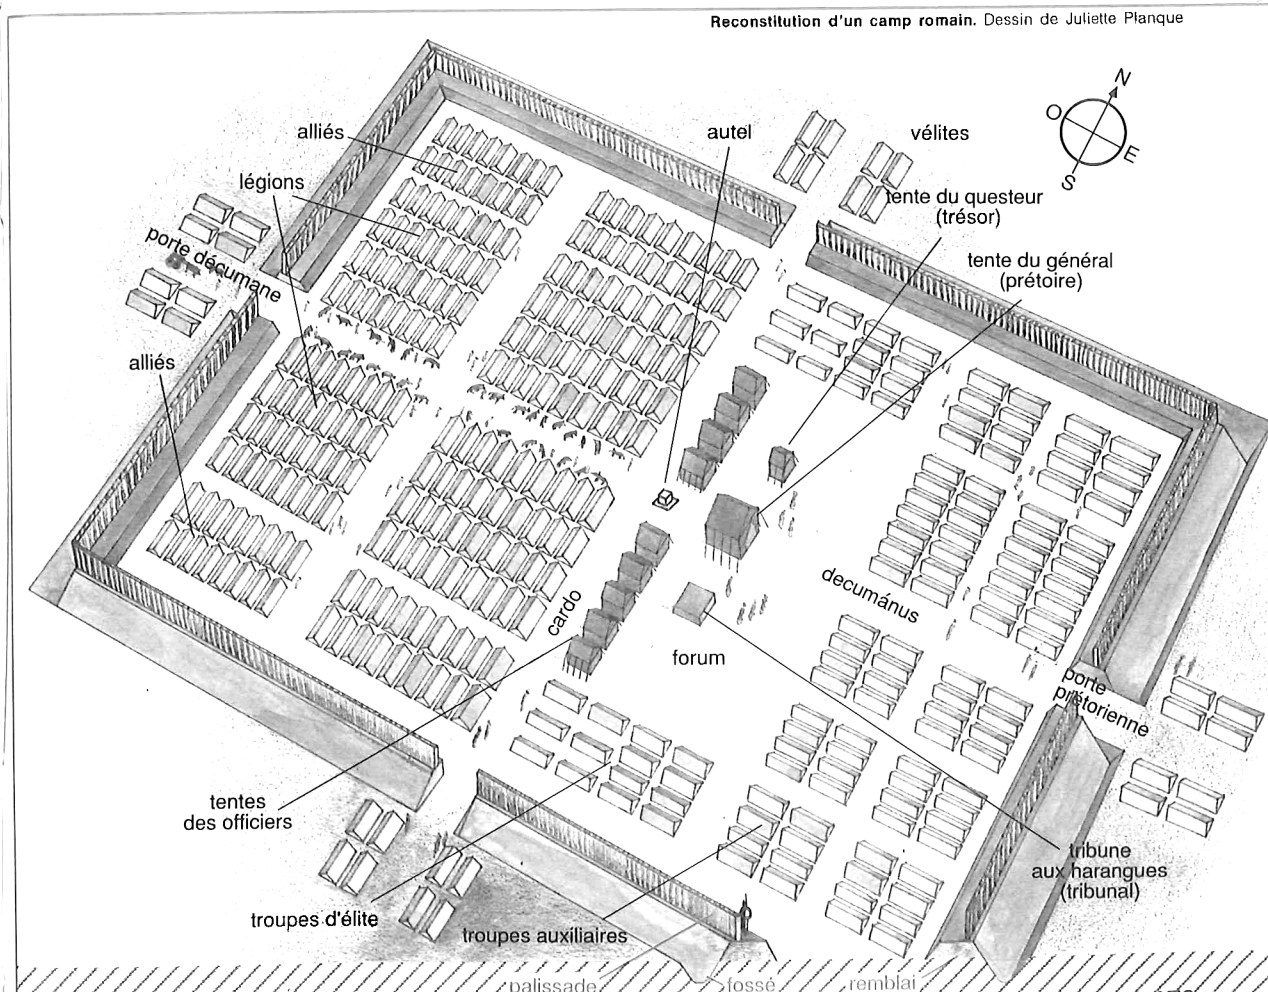 Reconstitution d'un camp romain. Dessin de Juliette Planque
N
O
E
S
alliés
autel
vélites
légions
tente du questeur
(trésor)
porte décumane
tente du général
(prétoire)
alliés
decumánus
cardo
forum
porte
prétorienne
tentes
des officiers
tribune
aux harangues
(tribunal)
troupes d'élite
troupes auxiliaires
palissade
fossé
remblai